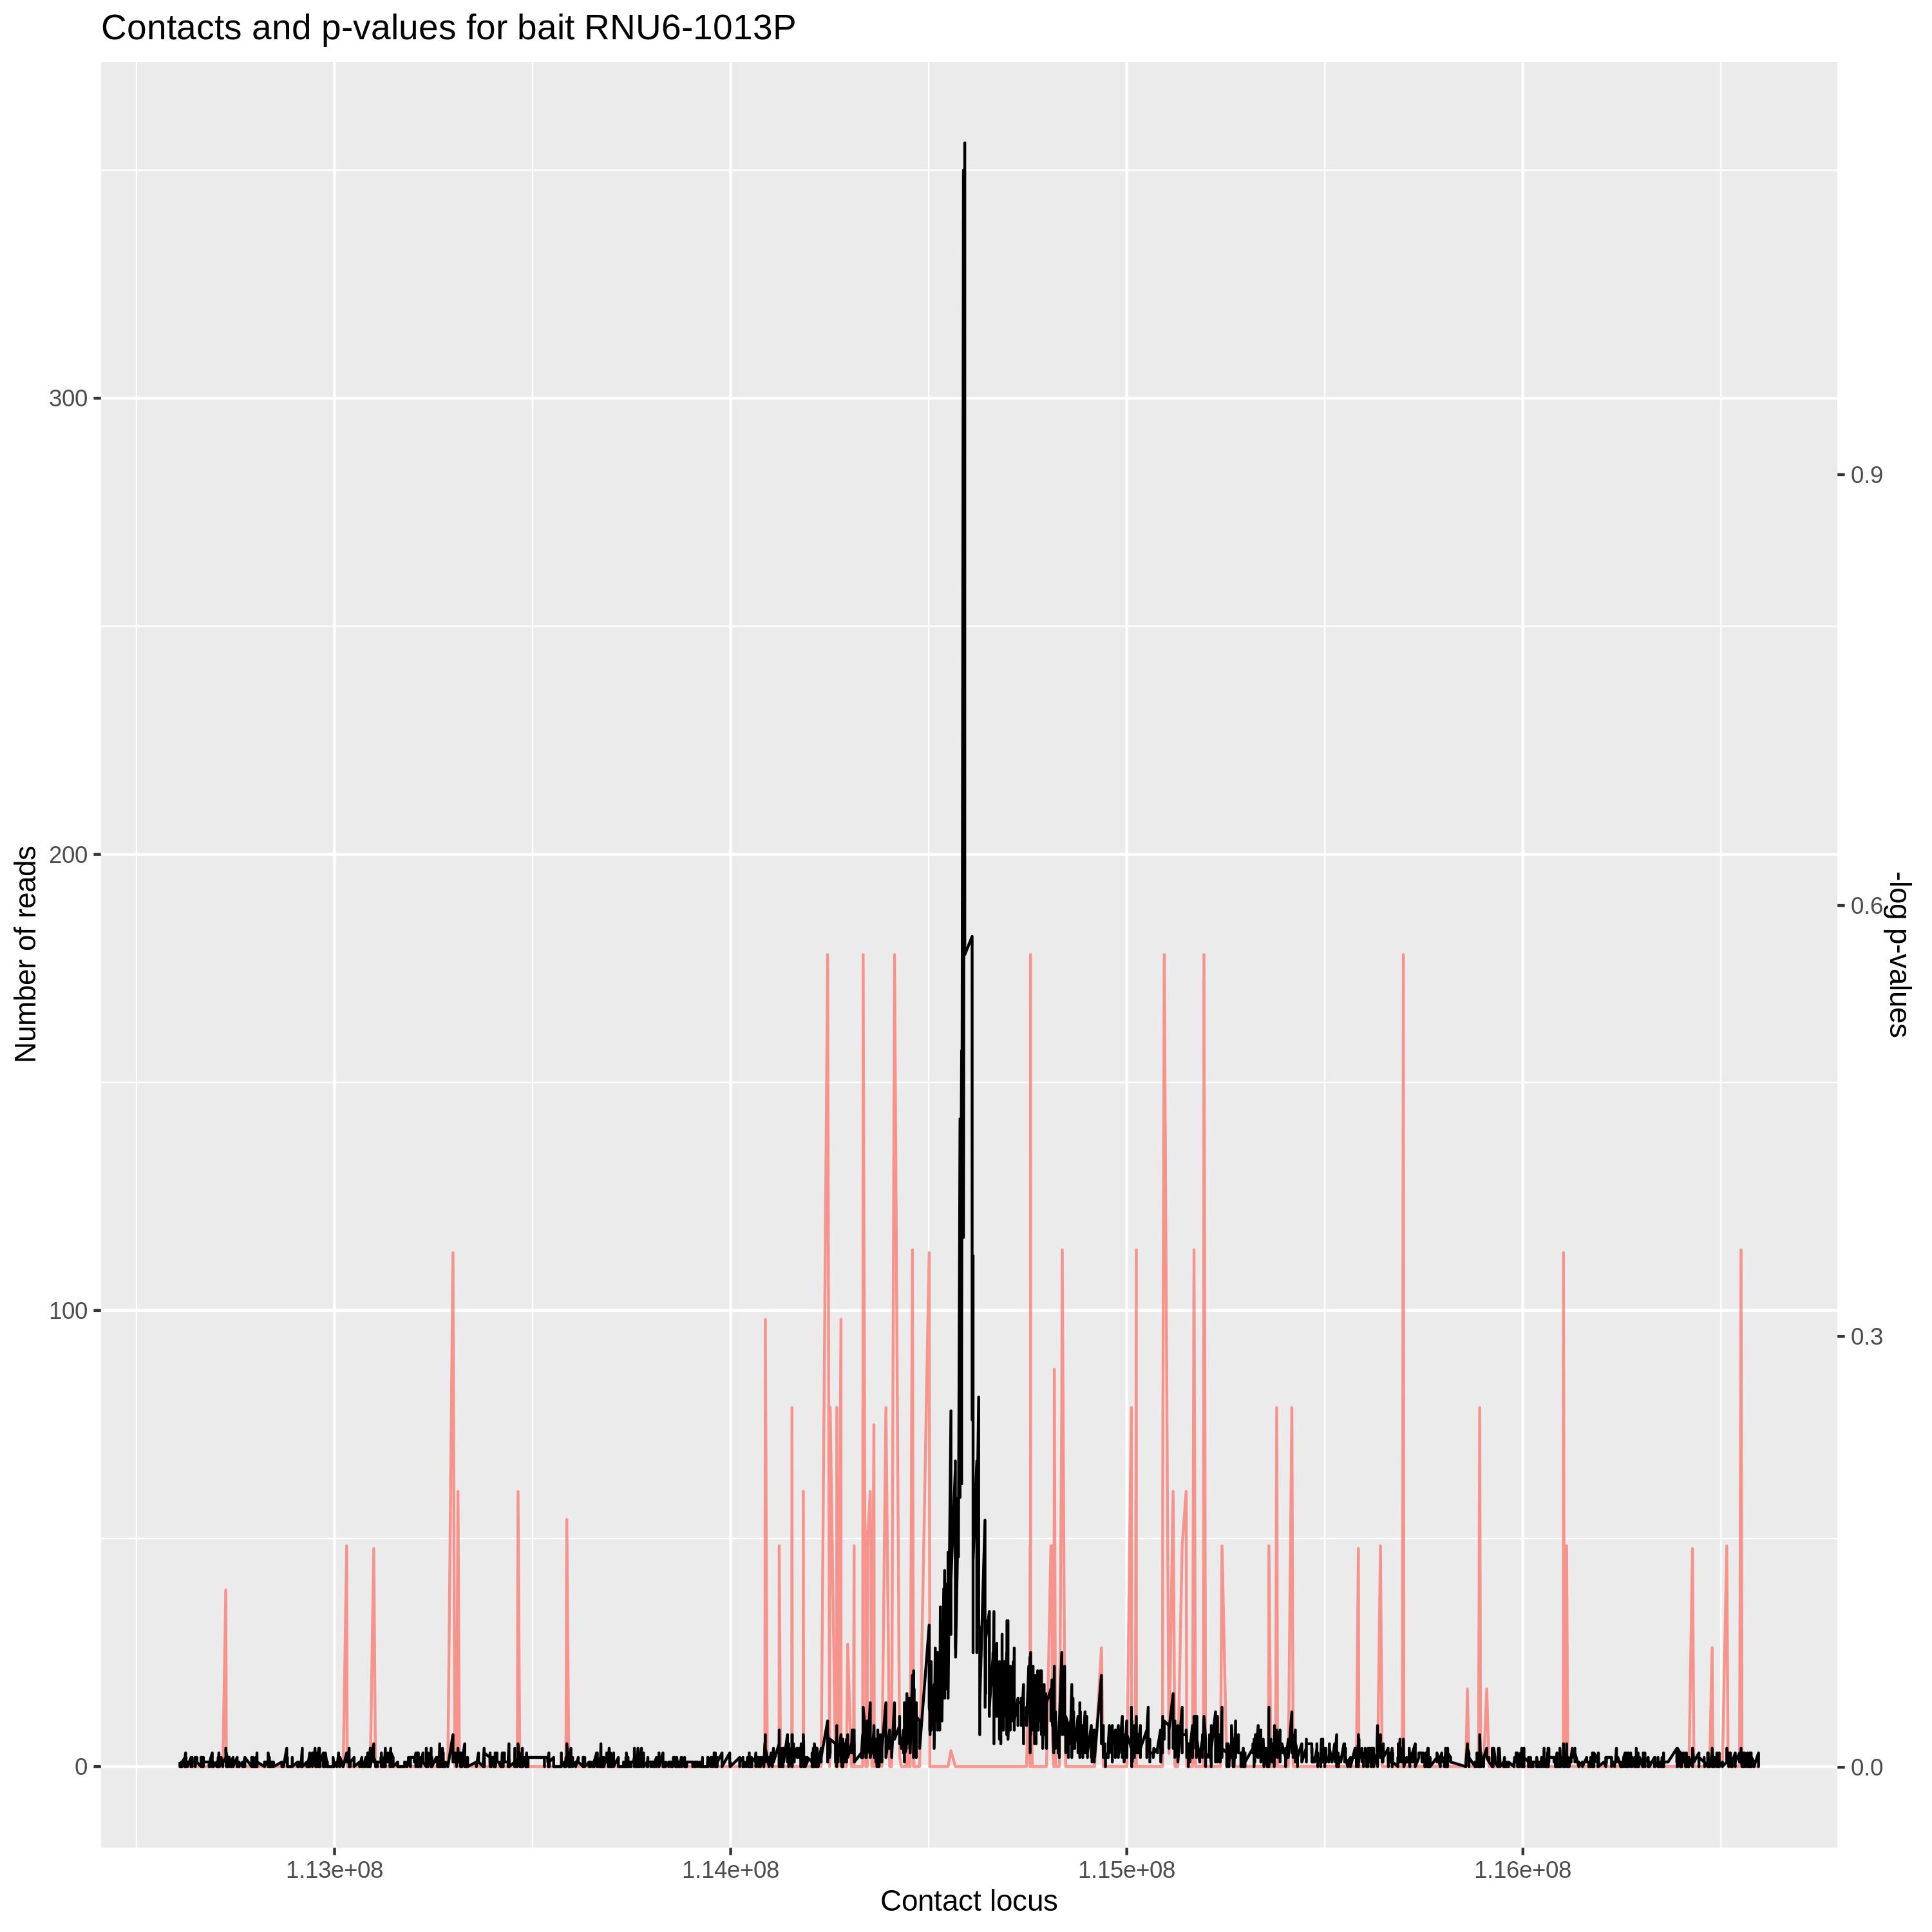 Contacts and p-values for bait RNU6-1013P
300
200
100
0
Number of reads
0.9
0.6
0.3
0.0
-log p-values
1.13e+08
1.14e+08
1.15e+08
1.16e+08
Contact locus